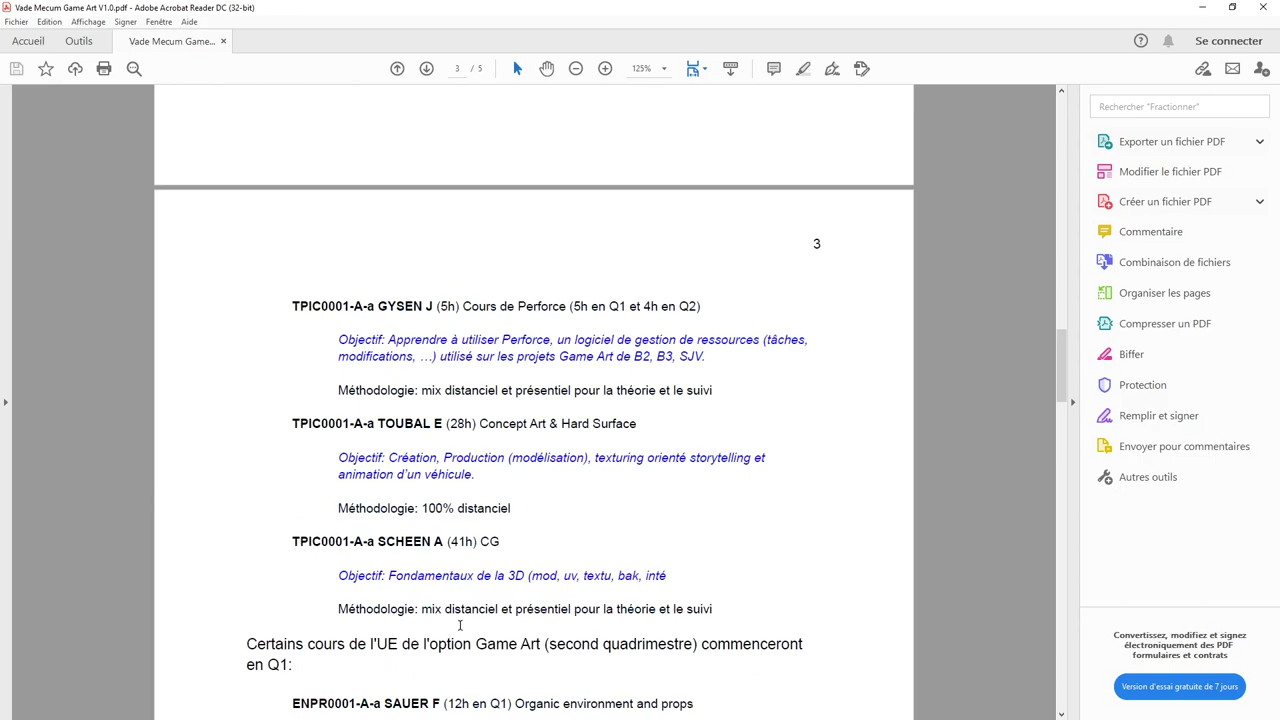 Vade Mecum Game Art V1.0.pdf - Adobe Acrobat Reader DC (32-bit)
Fichier Edition Affichage Signer Fenêtre Aide
Accueil Outils Vade Mecum Game... ×
Se connecter
3 / 5
125%
Rechercher "Fractionner"
Exporter un fichier PDF
Modifier le fichier PDF
Créer un fichier PDF
Commentaire
Combinaison de fichiers
Organiser les pages
Compresser un PDF
Biffer
Protection
Remplir et signer
Envoyer pour commentaires
Autres outils
Convertissez, modifiez et signez
électroniquement des PDF
formulaires et contrats
Version d'essai gratuite de 7 jours
3
TPIC0001-A-a GYSEN J (5h) Cours de Perforce (5h en Q1 et 4h en Q2)
Objectif: Apprendre à utiliser Perforce, un logiciel de gestion de ressources (tâches,
modifications, …) utilisé sur les projets Game Art de B2, B3, SJV.
Méthodologie: mix distanciel et présentiel pour la théorie et le suivi
TPIC0001-A-a TOUBAL E (28h) Concept Art & Hard Surface
Objectif: Création, Production (modélisation), texturing orienté storytelling et
animation d'un véhicule.
Méthodologie: 100% distanciel
TPIC0001-A-a SCHEEN A (41h) CG
Objectif: Fondamentaux de la 3D (mod, uv, textu, bak, inté
Méthodologie: mix distanciel et présentiel pour la théorie et le suivi
Certains cours de l'UE de l'option Game Art (second quadrimestre) commenceront
en Q1:
ENPR0001-A-a SAUER F (12h en Q1) Organic environment and props